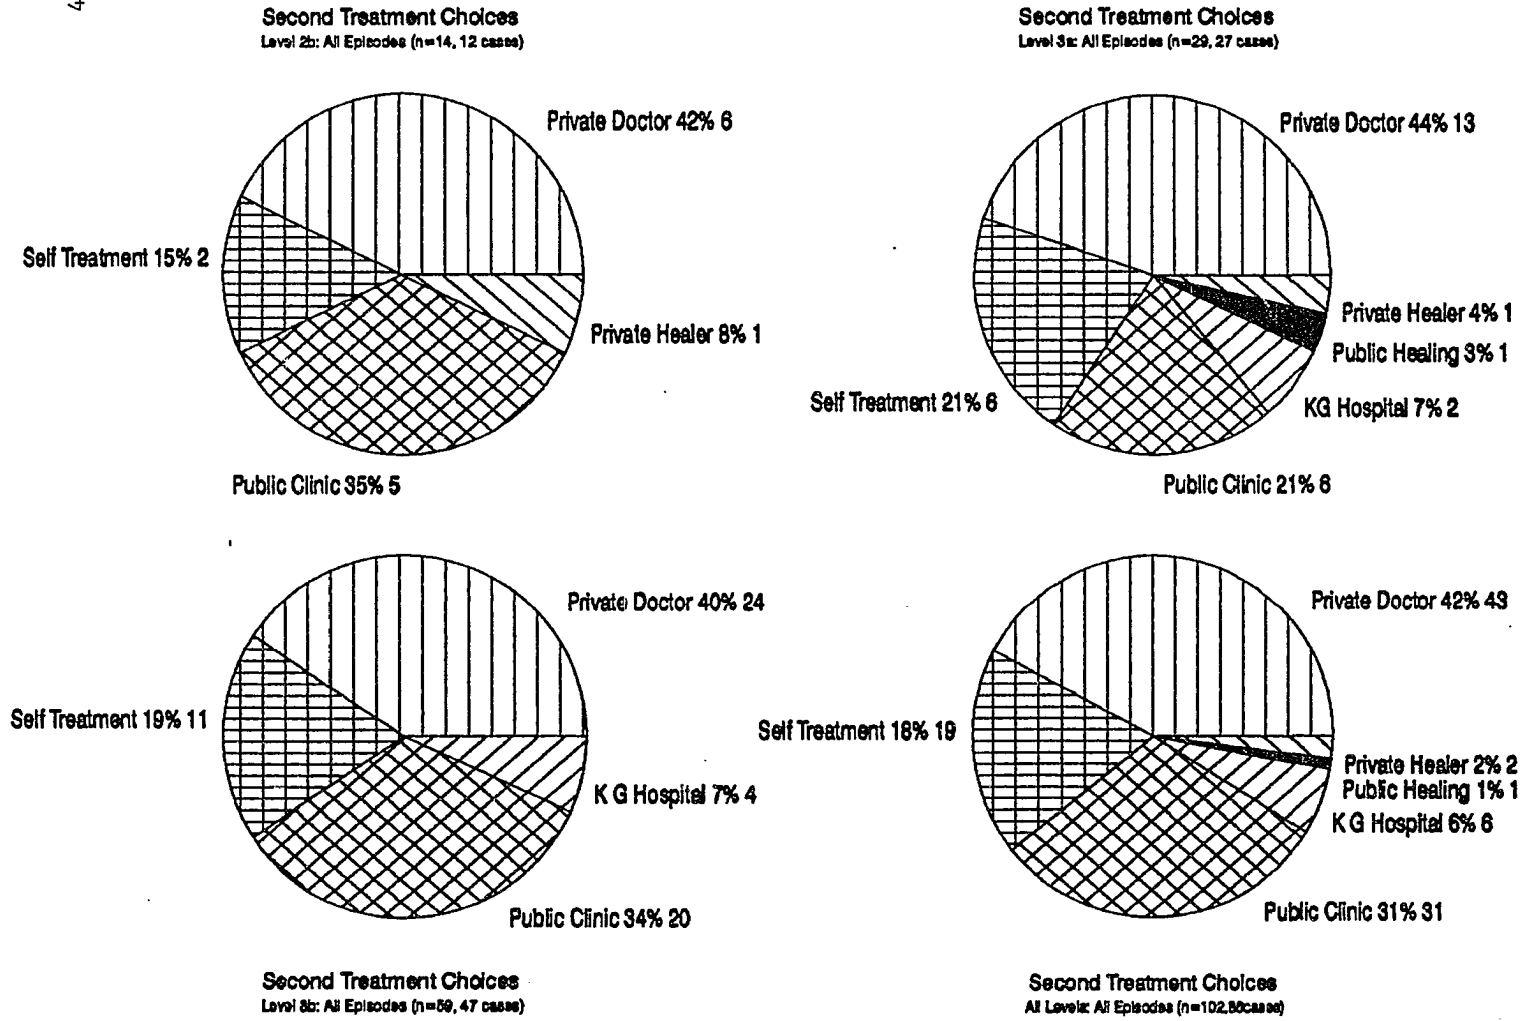 4
Second Treatment Choices
Level 2b: All Episodes (n=14, 12 cases)
Private Doctor 42% 6
Self Treatment 15% 2
Private Healer 8% 1
Public Clinic 35% 5
Second Treatment Choices
Level 3a: All Episodes (n=29, 27 cases)
Private Doctor 44% 13
Private Healer 4% 1
Public Healing 3% 1
KG Hospital 7% 2
Self Treatment 21% 6
Public Clinic 21% 6
Private Doctor 40% 24
Self Treatment 19% 11
K G Hospital 7% 4
Public Clinic 34% 20
Second Treatment Choices
Level 3b: All Episodes (n=59, 47 cases)
Private Doctor 42% 43
Self Treatment 18% 19
Private Healer 2% 2
Public Healing 1% 1
K G Hospital 6% 6
Public Clinic 31% 31
Second Treatment Choices
All Levels: All Episodes (n=102, cases)